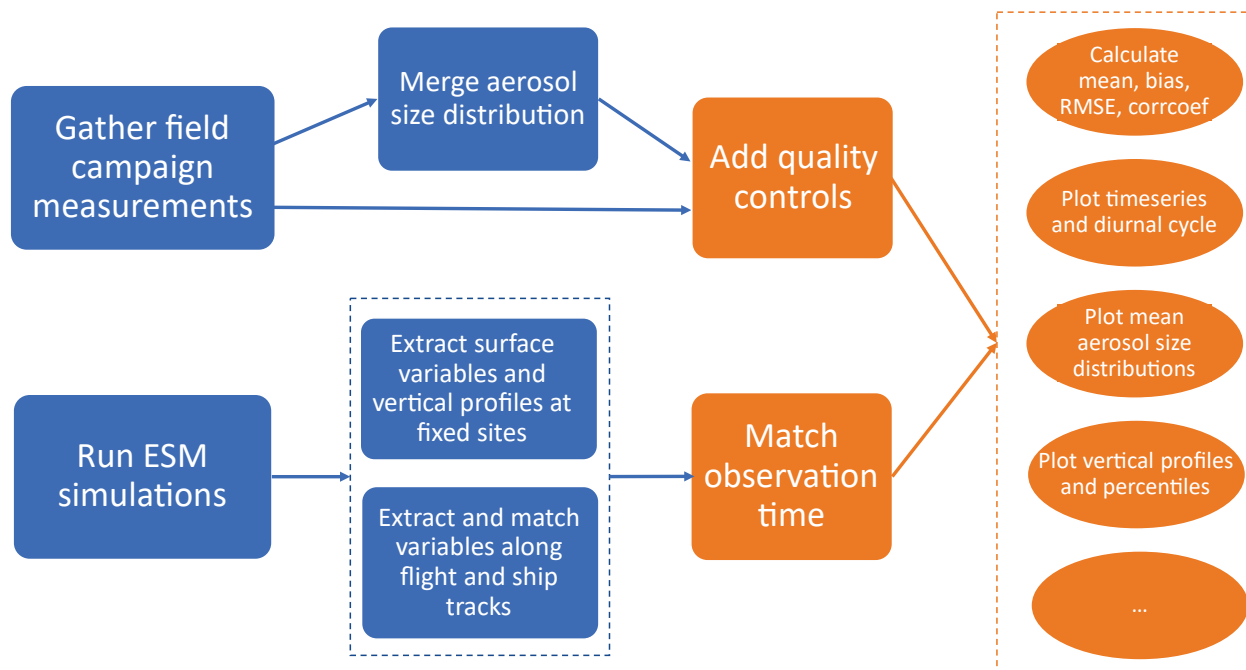 Gather field
campaign
measurements
Merge aerosol
size distribution
Add quality
controls
Run ESM
simulations
Extract surface
variables and
vertical profiles at
fixed sites
Extract and match
variables along
flight and ship
tracks
Match
observation
time
Calculate
mean, bias,
RMSE, corrcoef
Plot timeseries
and diurnal cycle
Plot mean
aerosol size
distributions
Plot vertical profiles
and percentiles
...